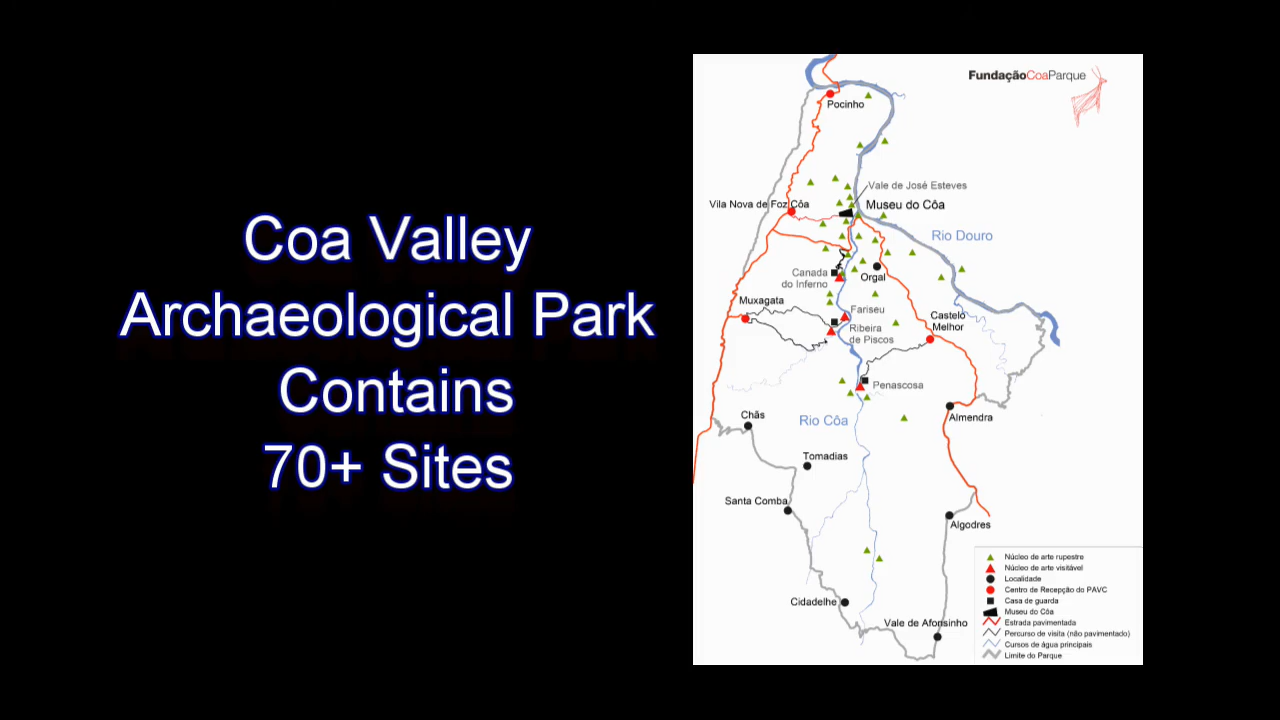 Coa Valley
Archaeological Park
Contains
70+ Sites
FundaçãoCoaParque
Pocinho
Vale de José Esteves
Vila Nova de Foz Côa
Museu do Côa
Rio Douro
Canada
do Inferno
Orgal
Muxagata
Fariseu
Castelo
Melhor
Ribeira
de Piscos
Penascosa
Rio Côa
Chãs
Almendra
Tomadias
Santa Comba
Algodres
Cidadelhe
Vale de Afonsinho
Núcleo de arte rupestre
Núcleo de arte visitável
Localidade
Centro de Recepção do PAVC
Casa de guarda
Museu do Côa
Estrada pavimentada
Percurso de visita (não pavimentado)
Cursos de água principais
Limite do Parque